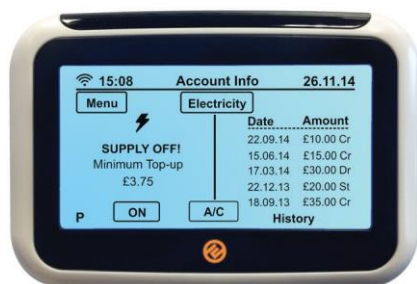 15:08 Account Info 26.11.14
Menu Electricity
Date Amount
22.09.14 £10.00 Cr
SUPPLY OFF!
15.06.14 £15.00 Cr
Minimum Top-up
17.03.14 £30.00 Dr
£3.75
22.12.13 £20.00 St
18.09.13 £35.00 Cr
P ON A/C History